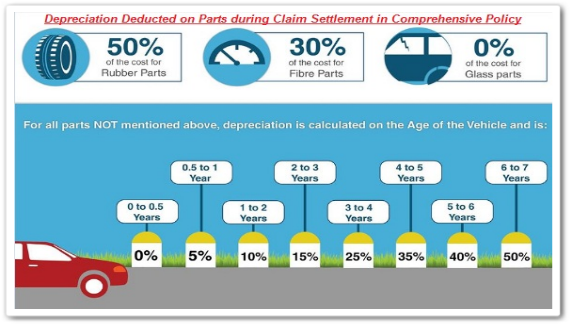 Depreciation Deducted on Parts during Claim Settlement in Comprehensive Policy
50%
of the cost for
Rubber Parts
30%
of the cost for
Fibre Parts
0%
of the cost for
Glass parts
For all parts NOT mentioned above, depreciation is calculated on the Age of the Vehicle and is:
0.5 to 1
Year
2 to 3
Years
4 to 5
Years
6 to 7
Years
0 to 0.5
Years
1 to 2
Years
3 to 4
Years
5 to 6
Years
0%
5%
10%
15%
25%
35%
40%
50%